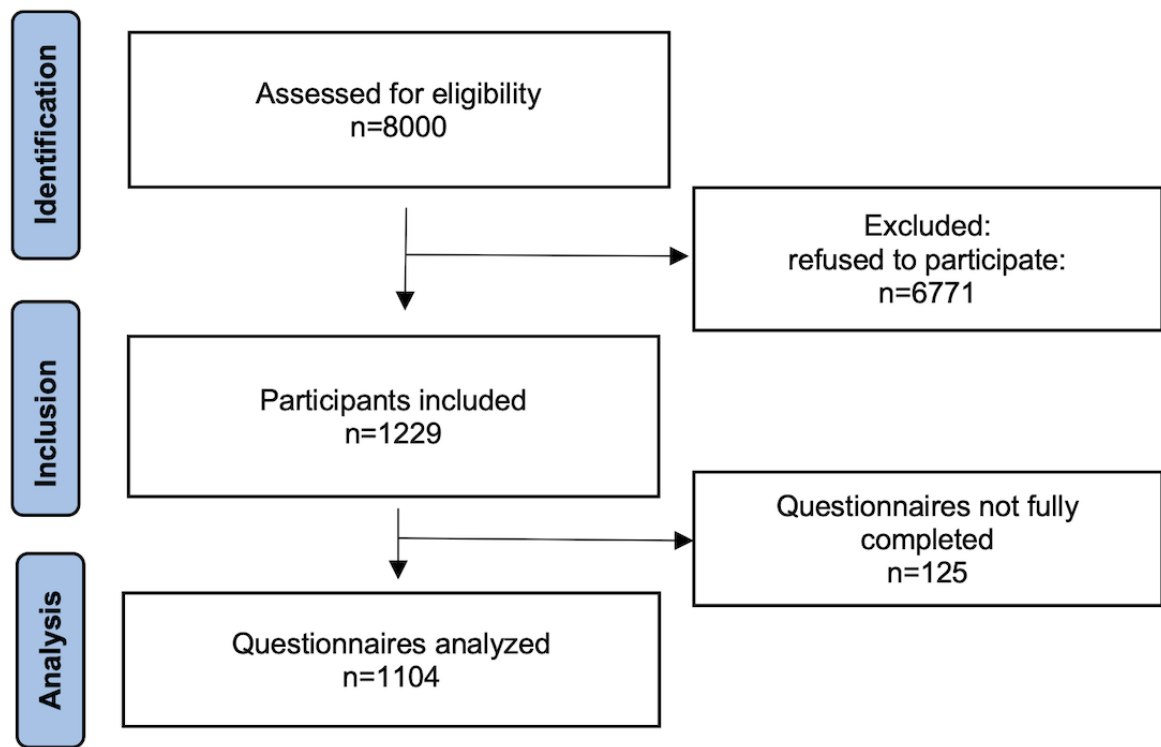 Identification
Assessed for eligibility
n=8000
Excluded:
refused to participate:
n=6771
Inclusion
Participants included
n=1229
Questionnaires not fully
completed
n=125
Analysis
Questionnaires analyzed
n=1104